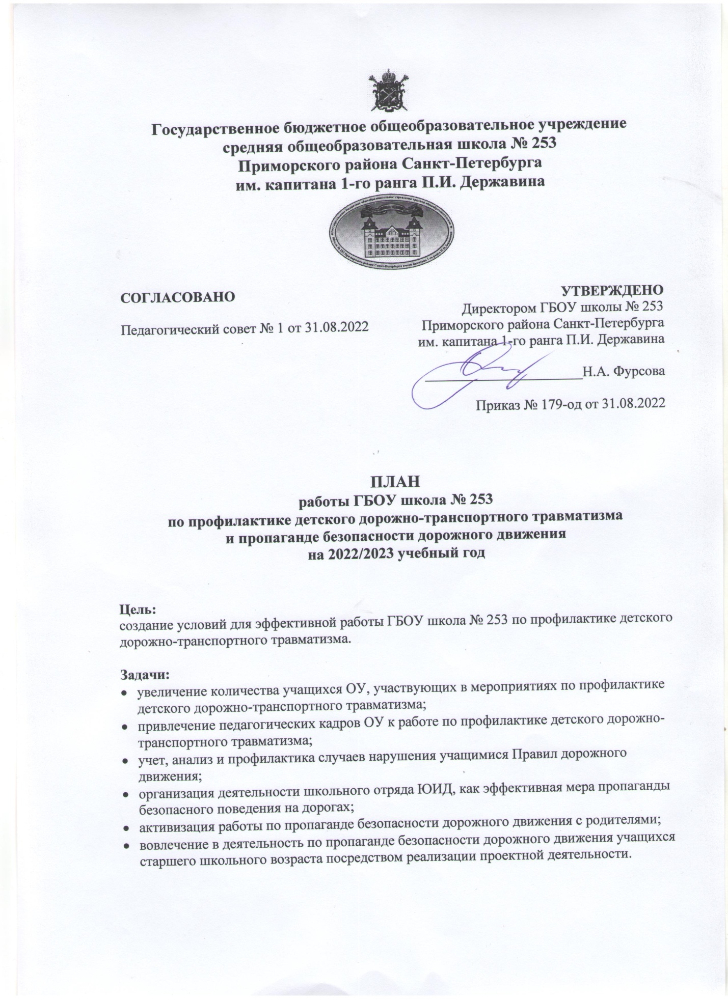 Государственное бюджетное общеобразовательное учреждение
средняя общеобразовательная школа № 253
Приморского района Санкт-Петербурга
им. капитана 1-го ранга П.И. Державина
СОГЛАСОВАНО
Педагогический совет № 1 от 31.08.2022
УТВЕРЖДЕНО
Директором ГБОУ школы № 253
Приморского района Санкт-Петербурга
им. капитана 1-го ранга П.И. Державина
Н.А. Фурсова
Приказ № 179-од от 31.08.2022
ПЛАН
работы ГБОУ школа № 253
по профилактике детского дорожно-транспортного травматизма
и пропаганде безопасности дорожного движения
на 2022/2023 учебный год
Цель:
создание условий для эффективной работы ГБОУ школа № 253 по профилактике детского
дорожно-транспортного травматизма.
Задачи:
• увеличение количества учащихся ОУ, участвующих в мероприятиях по профилактике
детского дорожно-транспортного травматизма;
• привлечение педагогических кадров ОУ к работе по профилактике детского дорожно-
транспортного травматизма;
• учет, анализ и профилактика случаев нарушения учащимися Правил дорожного
движения;
• организация деятельности школьного отряда ЮИД, как эффективная мера пропаганды
безопасного поведения на дорогах;
• активизация работы по пропаганде безопасности дорожного движения с родителями;
• вовлечение в деятельность по пропаганде безопасности дорожного движения учащихся
старшего школьного возраста посредством реализации проектной деятельности.